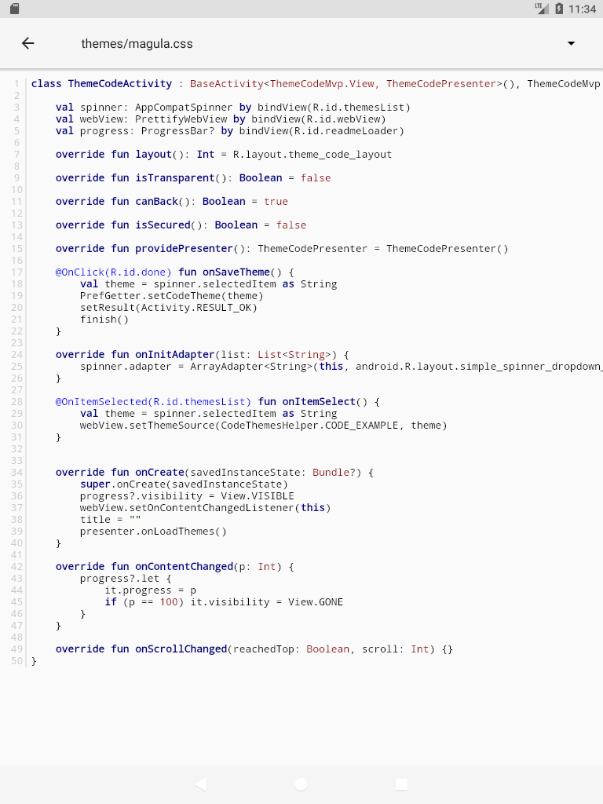 LTE 11:34
themes/magula.css
1 class ThemeCodeActivity : BaseActivity<ThemeCodeMvp.View, ThemeCodePresenter>(), ThemeCodeMvp
2
3     val spinner: AppCompatSpinner by bindView(R.id.themesList)
4     val webView: PrettifyWebView by bindView(R.id.webView)
5     val progress: ProgressBar? by bindView(R.id.readmeLoader)
6
7     override fun layout(): Int = R.layout.theme_code_layout
8
9     override fun isTransparent(): Boolean = false
10
11     override fun canBack(): Boolean = true
12
13     override fun isSecured(): Boolean = false
14
15     override fun providePresenter(): ThemeCodePresenter = ThemeCodePresenter()
16
17     @OnClick(R.id.done) fun onSaveTheme() {
18         val theme = spinner.selectedItem as String
19         PrefGetter.setCodeTheme(theme)
20         setResult(Activity.RESULT_OK)
21         finish()
22     }
23
24     override fun onInitAdapter(list: List<String>) {
25         spinner.adapter = ArrayAdapter<String>(this, android.R.layout.simple_spinner_dropdown_
26     }
27
28     @OnItemSelected(R.id.themesList) fun onItemSelect() {
29         val theme = spinner.selectedItem as String
30         webView.setThemeSource(CodeThemesHelper.CODE_EXAMPLE, theme)
31     }
32
33
34     override fun onCreate(savedInstanceState: Bundle?) {
35         super.onCreate(savedInstanceState)
36         progress?.visibility = View.VISIBLE
37         webView.setOnContentChangedListener(this)
38         title = ""
39         presenter.onLoadThemes()
40     }
41
42     override fun onContentChanged(p: Int) {
43         progress?.let {
44             it.progress = p
45             if (p == 100) it.visibility = View.GONE
46         }
47     }
48
49     override fun onScrollChanged(reachedTop: Boolean, scroll: Int) {}
50 }